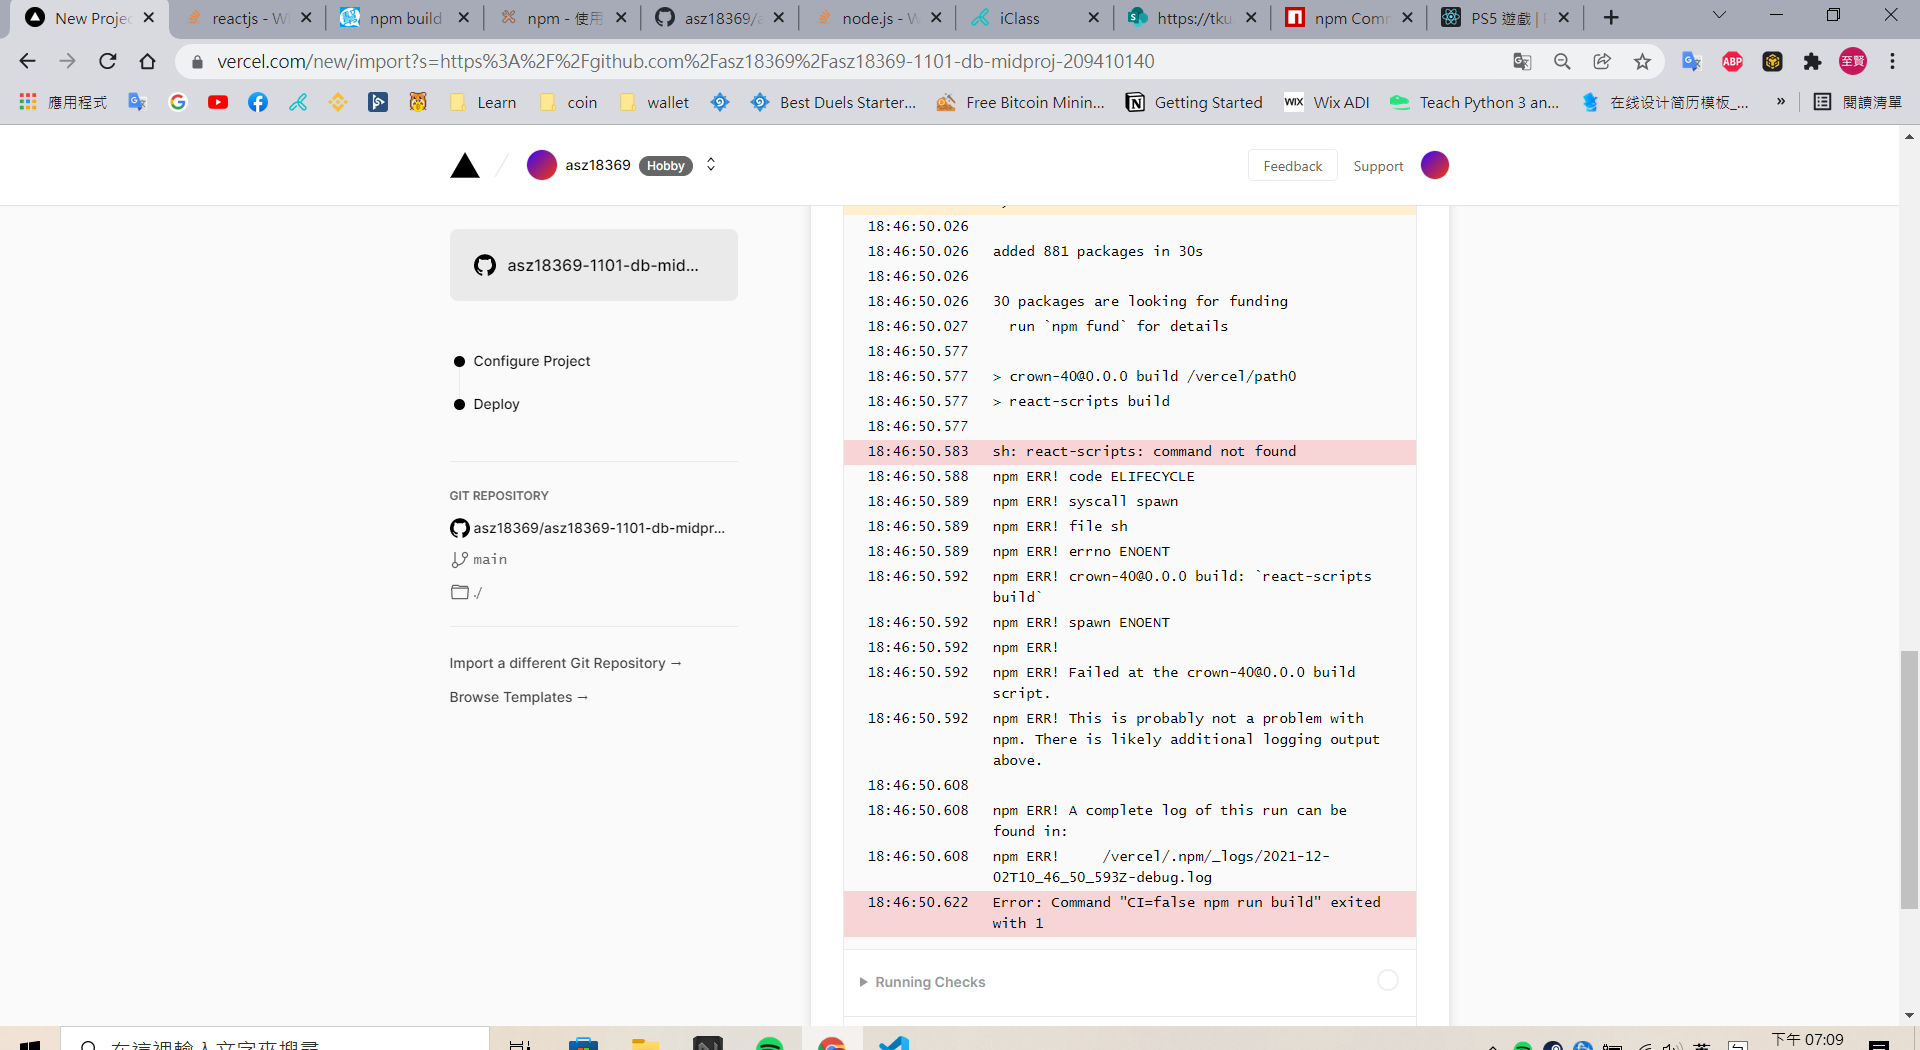 New Projec
reactjs - Wh
npm build
npm - 使用
asz18369/a
node.js - W
iClass
https://tku
npm Comm
PS5 遊戲 |
vercel.com/new/import?s=https%3A%2F%2Fgithub.com%2Fasz18369%2Fasz18369-1101-db-midproj-209410140
ABP
至賢
應用程式
Learn
coin
wallet
Best Duels Starter...
Free Bitcoin Minin...
Getting Started
WIX Wix ADI
Teach Python 3 an...
在线设计简历模板_...
»
閱讀清單
asz18369 Hobby
Feedback
Support
asz18369-1101-db-mid...
Configure Project
Deploy
GIT REPOSITORY
asz18369/asz18369-1101-db-midpr...
main
./
Import a different Git Repository →
Browse Templates →
18:46:50.026
18:46:50.026 added 881 packages in 30s
18:46:50.026
18:46:50.026 30 packages are looking for funding
18:46:50.027 run `npm fund` for details
18:46:50.577
18:46:50.577 > crown-40@0.0.0 build /vercel/path0
18:46:50.577 > react-scripts build
18:46:50.577
18:46:50.583 sh: react-scripts: command not found
18:46:50.588 npm ERR! code ELIFECYCLE
18:46:50.589 npm ERR! syscall spawn
18:46:50.589 npm ERR! file sh
18:46:50.589 npm ERR! errno ENOENT
18:46:50.592 npm ERR! crown-40@0.0.0 build: `react-scripts
build`
18:46:50.592 npm ERR! spawn ENOENT
18:46:50.592 npm ERR!
18:46:50.592 npm ERR! Failed at the crown-40@0.0.0 build
script.
18:46:50.592 npm ERR! This is probably not a problem with
npm. There is likely additional logging output
above.
18:46:50.608
18:46:50.608 npm ERR! A complete log of this run can be
found in:
18:46:50.608 npm ERR! /vercel/.npm/_logs/2021-12-
02T10_46_50_593Z-debug.log
18:46:50.622 Error: Command "CI=false npm run build" exited
with 1
Running Checks
在這裡輸入文字來搜尋
英
下午 07:09